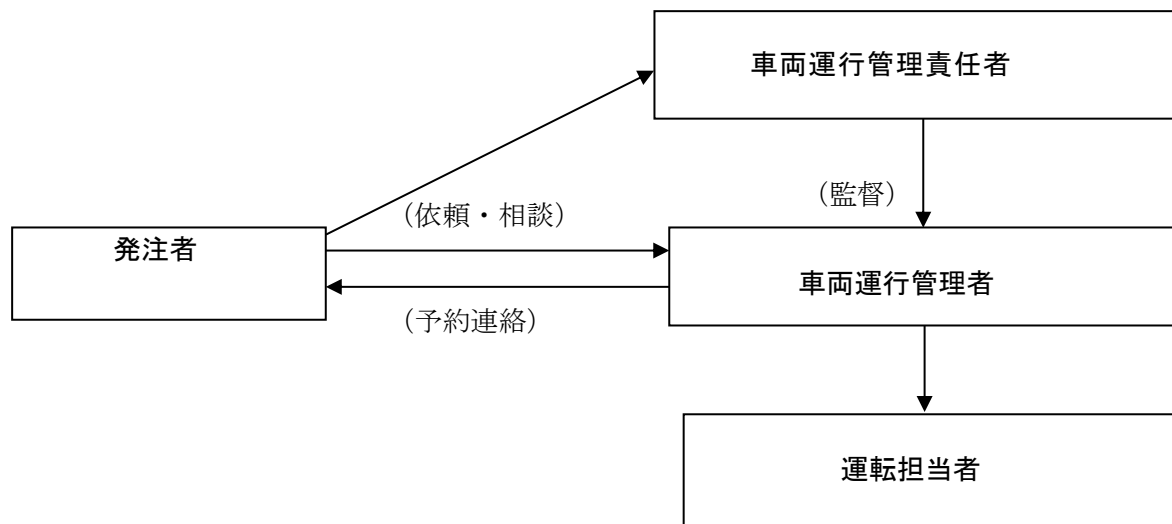 車両運行管理責任者
（監督）
（依頼・相談）
発注者
車両運行管理者
（予約連絡）
運転担当者